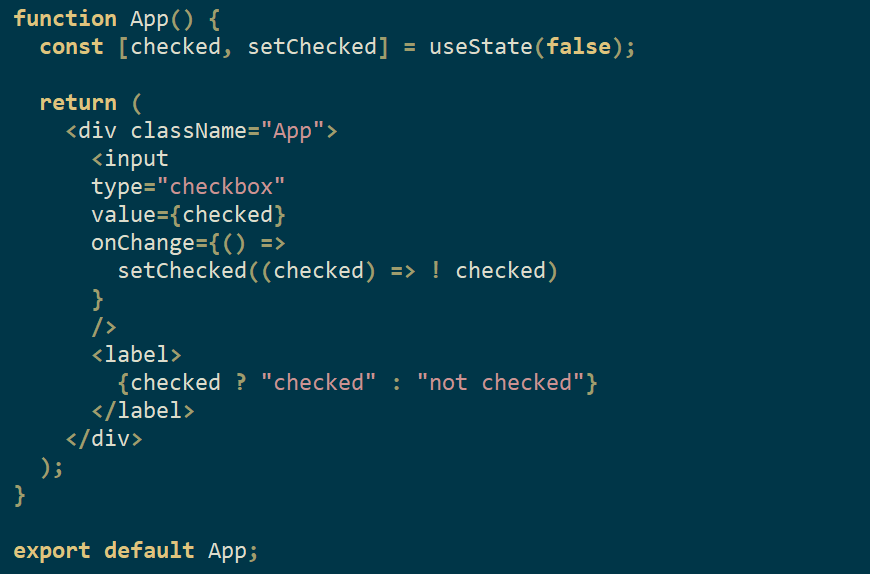 function App() {
  const [checked, setChecked] = useState(false);

  return (
    <div className="App">
      <input
      type="checkbox"
      value={checked}
      onChange={() =>
        setChecked((checked) => ! checked)
      }
      />
      <label>
        {checked ? "checked" : "not checked"}
      </label>
    </div>
  );
}

export default App;